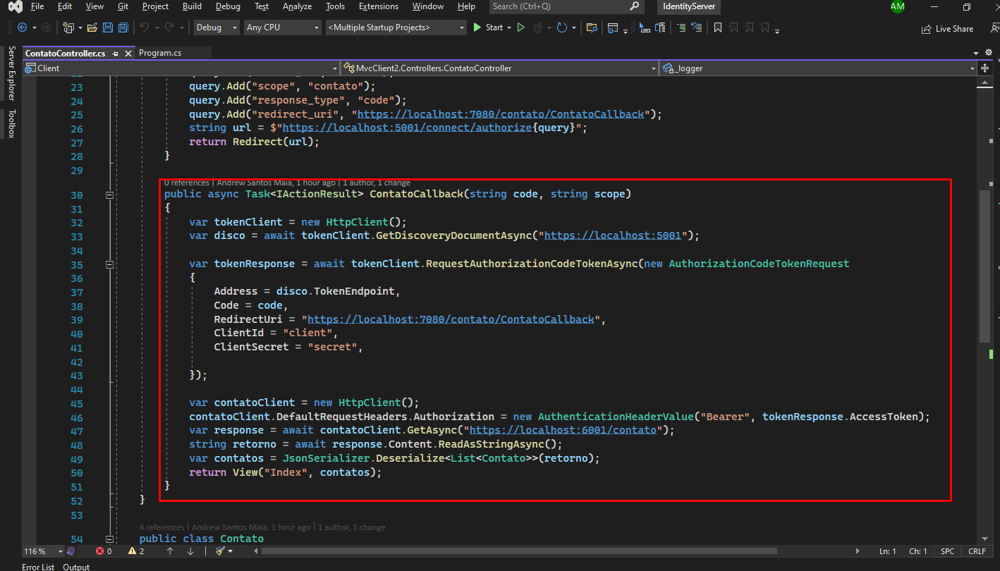 File Edit View Git Project Build Debug Test Analyze Tools Extensions Window Help Search (Ctrl+Q) IdentityServer AM
Debug Any CPU <Multiple Startup Projects> Start Live Share
Server Explorer
Toolbox
ContatoController.cs Program.cs
Client MvcClient2.Controllers.ContatoController _logger
23 query.Add("scope", "contato");
24 query.Add("response_type", "code");
25 query.Add("redirect_uri", "https://localhost:7080/contato/ContatoCallback");
26 string url = $"https://localhost:5001/connect/authorize{query}";
27 return Redirect(url);
28 }
29
0 references | Andrew Santos Maia, 1 hour ago | 1 author, 1 change
30 public async Task<IActionResult> ContatoCallback(string code, string scope)
31 {
32 var tokenClient = new HttpClient();
33 var disco = await tokenClient.GetDiscoveryDocumentAsync("https://localhost:5001");
34
35 var tokenResponse = await tokenClient.RequestAuthorizationCodeTokenAsync(new AuthorizationCodeTokenRequest
36 {
37 Address = disco.TokenEndpoint,
38 Code = code,
39 RedirectUri = "https://localhost:7080/contato/ContatoCallback",
40 ClientId = "client",
41 ClientSecret = "secret",
42
43 });
44
45 var contatoClient = new HttpClient();
46 contatoClient.DefaultRequestHeaders.Authorization = new AuthenticationHeaderValue("Bearer", tokenResponse.AccessToken);
47 var response = await contatoClient.GetAsync("https://localhost:6001/contato");
48 string retorno = await response.Content.ReadAsStringAsync();
49 var contatos = JsonSerializer.Deserialize<List<Contato>>(retorno);
50 return View("Index", contatos);
51 }
52 }
53
4 references | Andrew Santos Maia, 1 hour ago | 1 author, 1 change
54 public class Contato
116 % 0 2 Ln: 1 Ch: 1 SPC CRLF
Error List Output